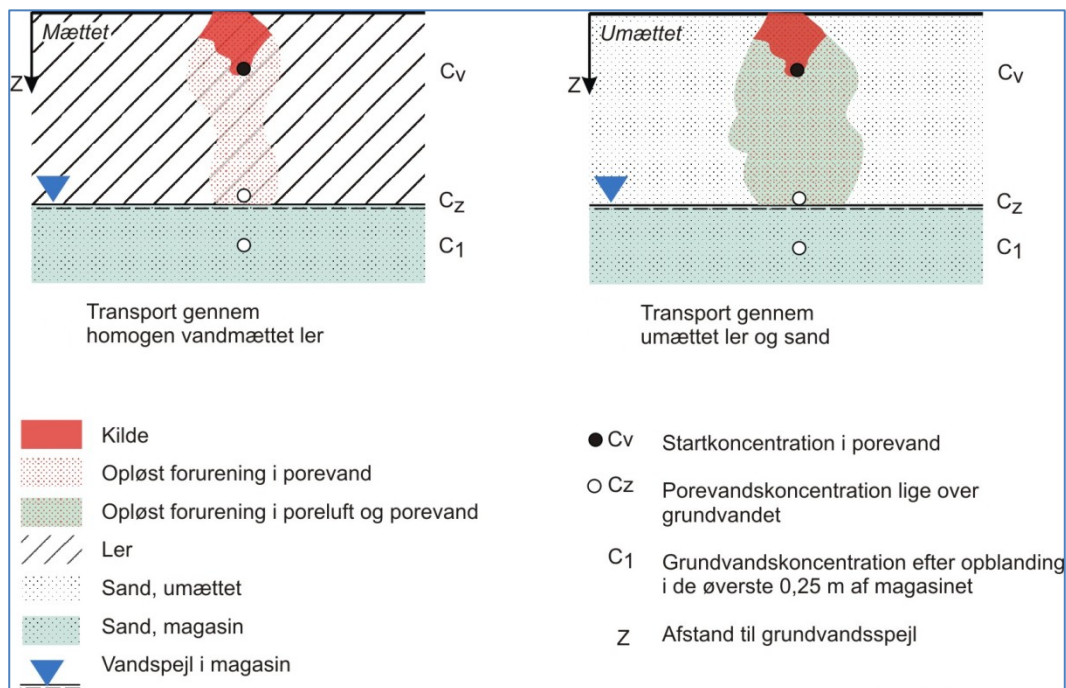 Mættet
Z
Cv
Cz
C1
Transport gennem
homogen vandmættet ler
Umættet
Z
Cv
Cz
C1
Transport gennem
umættet ler og sand
Kilde
Opløst forurening i porevand
Opløst forurening i poreluft og porevand
Ler
Sand, umættet
Sand, magasin
Vandspejl i magasin
Cv Startkoncentration i porevand
Cz Porevandskoncentration lige over
grundvandet
C1 Grundvandskoncentration efter opblanding
i de øverste 0,25 m af magasinet
Z Afstand til grundvandsspejl